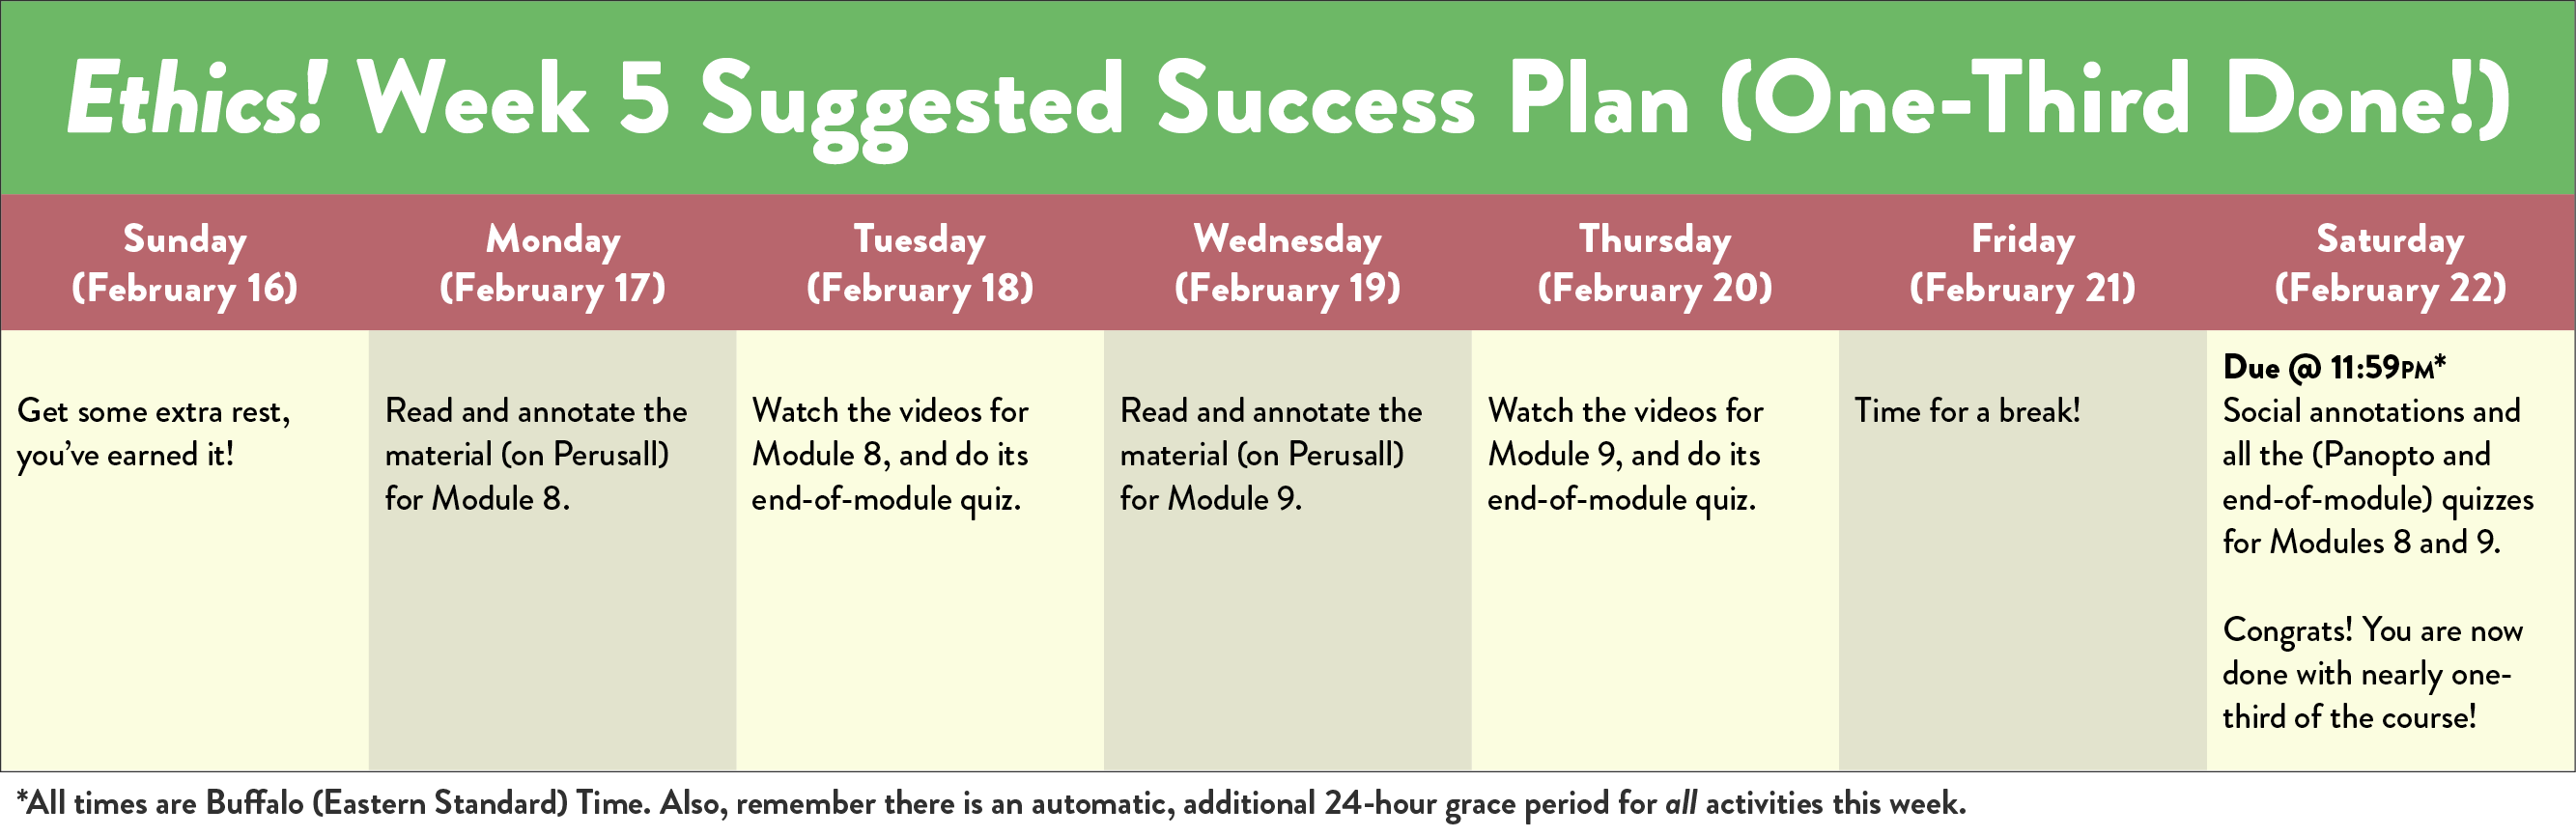 Ethics! Week 5 Suggested Success Plan (One-Third Done!)
Sunday
(February 16)
Monday
(February 17)
Tuesday
(February 18)
Wednesday
(February 19)
Thursday
(February 20)
Friday
(February 21)
Saturday
(February 22)
Get some extra rest,
you’ve earned it!
Read and annotate the
material (on Perusall)
for Module 8.
Watch the videos for
Module 8, and do its
end-of-module quiz.
Read and annotate the
material (on Perusall)
for Module 9.
Watch the videos for
Module 9, and do its
end-of-module quiz.
Time for a break!
Due @ 11:59PM*
Social annotations and
all the (Panopto and
end-of-module) quizzes
for Modules 8 and 9.
Congrats! You are now
done with nearly one-
third of the course!
*All times are Buffalo (Eastern Standard) Time. Also, remember there is an automatic, additional 24-hour grace period for all activities this week.